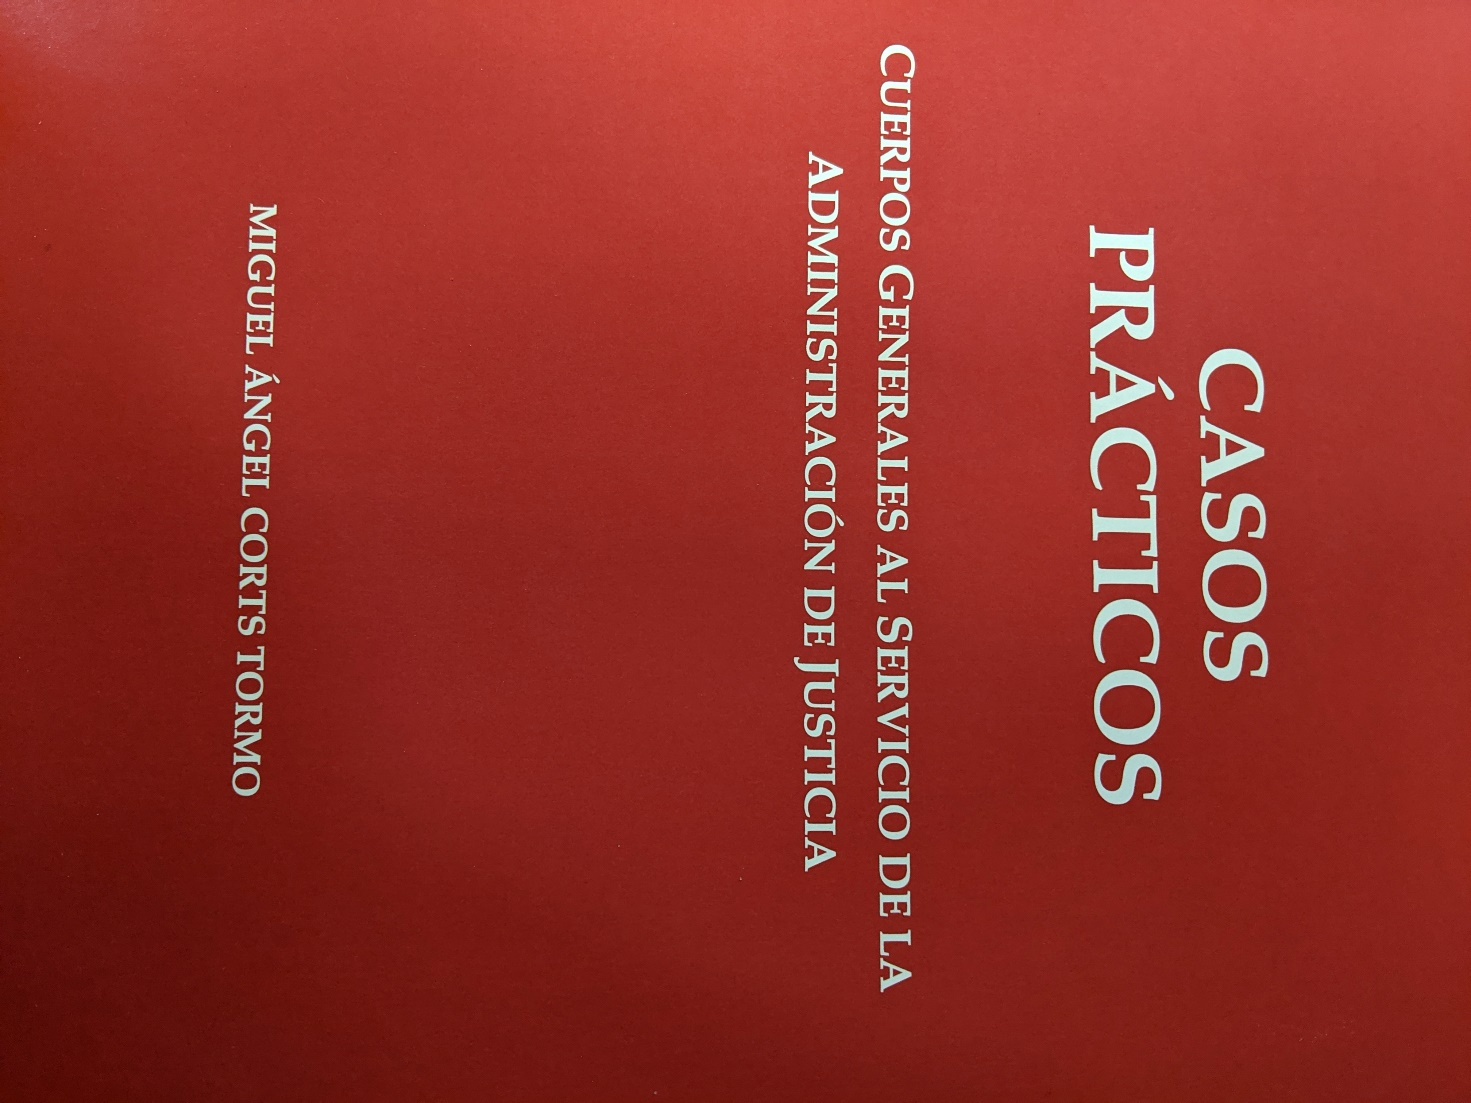 CASOS
PRÁCTICOS
CUERPOS GENERALES AL SERVICIO DE LA
ADMINISTRACIÓN DE JUSTICIA
MIGUEL ÁNGEL CORTS TORMO